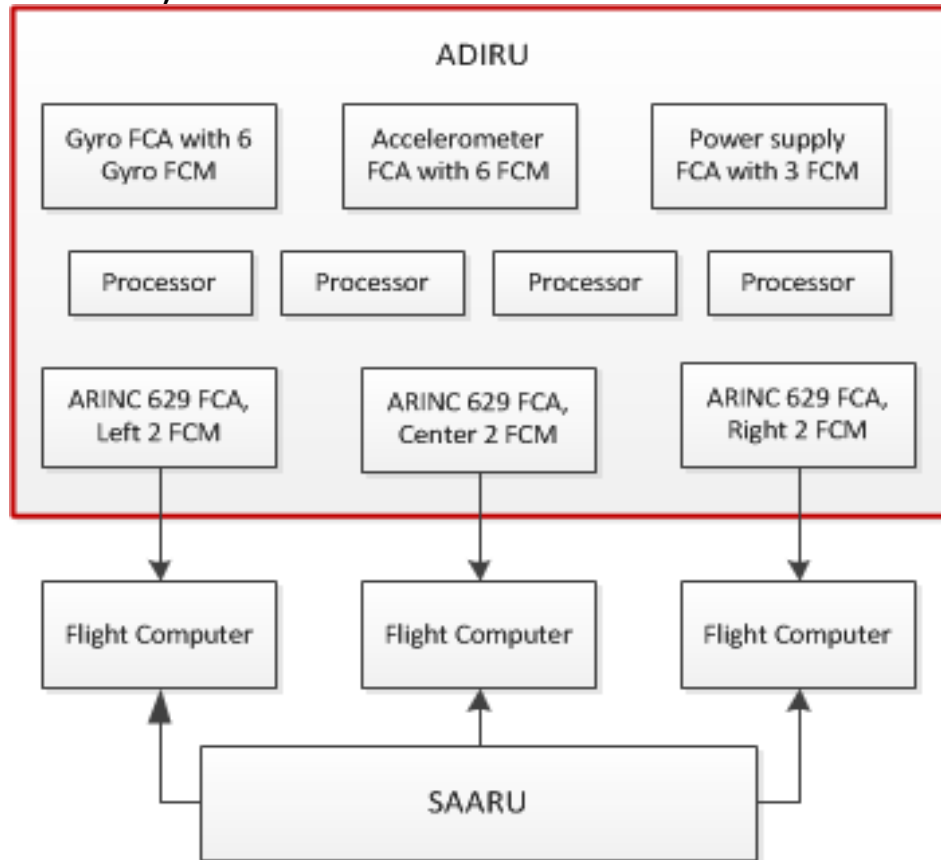 ADIRU
Gyro FCA with 6
Gyro FCM
Accelerometer
FCA with 6 FCM
Power supply
FCA with 3 FCM
Processor
Processor
Processor
Processor
ARINC 629 FCA,
Left 2 FCM
ARINC 629 FCA,
Center 2 FCM
ARINC 629 FCA,
Right 2 FCM
Flight Computer
Flight Computer
Flight Computer
SAARU